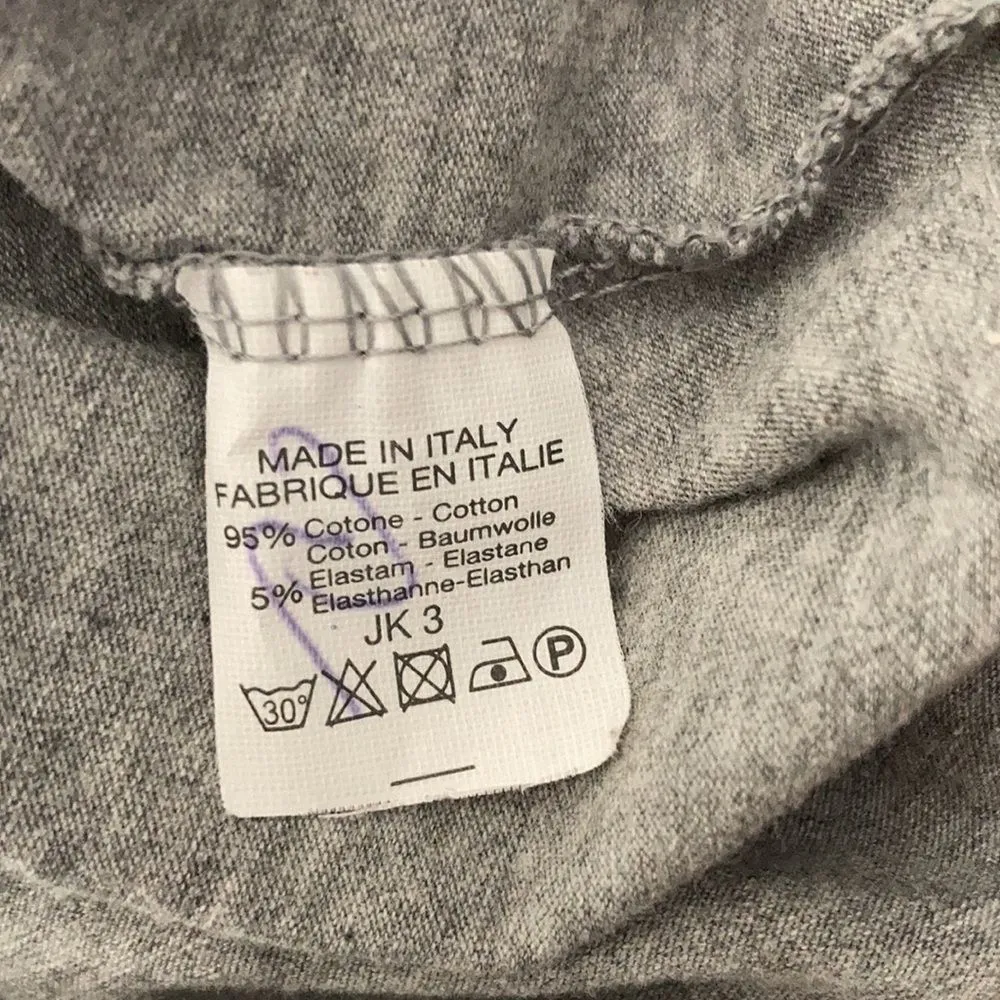 MADE IN ITALY
FABRIQUE EN ITALIE
95% Cotone - Cotton
Coton - Baumwolle
5% Elastam - Elastane
Elasthanne-Elasthan
JK 3
30°
P